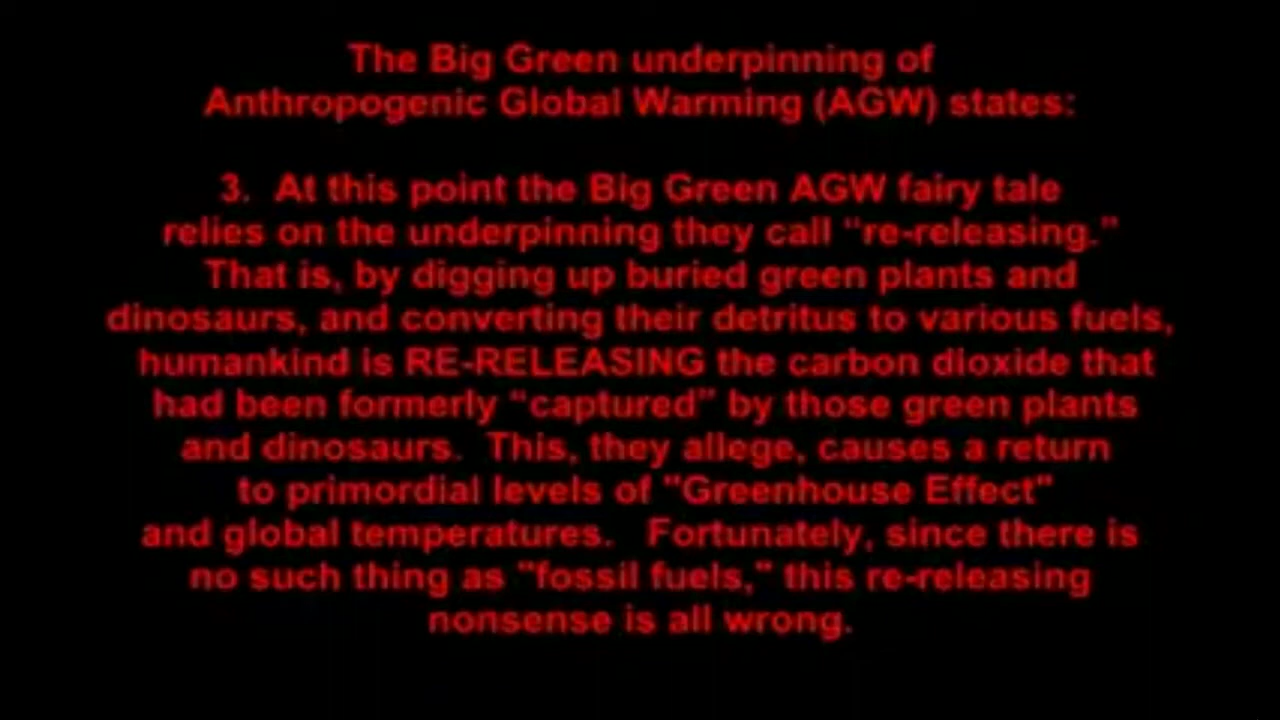 The Big Green underpinning of
Anthropogenic Global Warming (AGW) states:
3.  At this point the Big Green AGW fairy tale
relies on the underpinning they call "re-releasing."
That is, by digging up buried green plants and
dinosaurs, and converting their detritus to various fuels,
humankind is RE-RELEASING the carbon dioxide that
had been formerly "captured" by those green plants
and dinosaurs.  This, they allege, causes a return
to primordial levels of "Greenhouse Effect"
and global temperatures.   Fortunately, since there is
no such thing as "fossil fuels," this re-releasing
nonsense is all wrong.